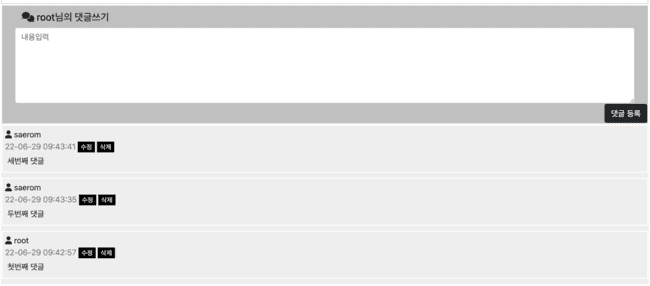 root님의 댓글쓰기
내용입력
댓글 등록
saerom
22-06-29 09:43:41 수정 삭제
세번째 댓글
saerom
22-06-29 09:43:35 수정 삭제
두번째 댓글
root
22-06-29 09:42:57 수정 삭제
첫번째 댓글